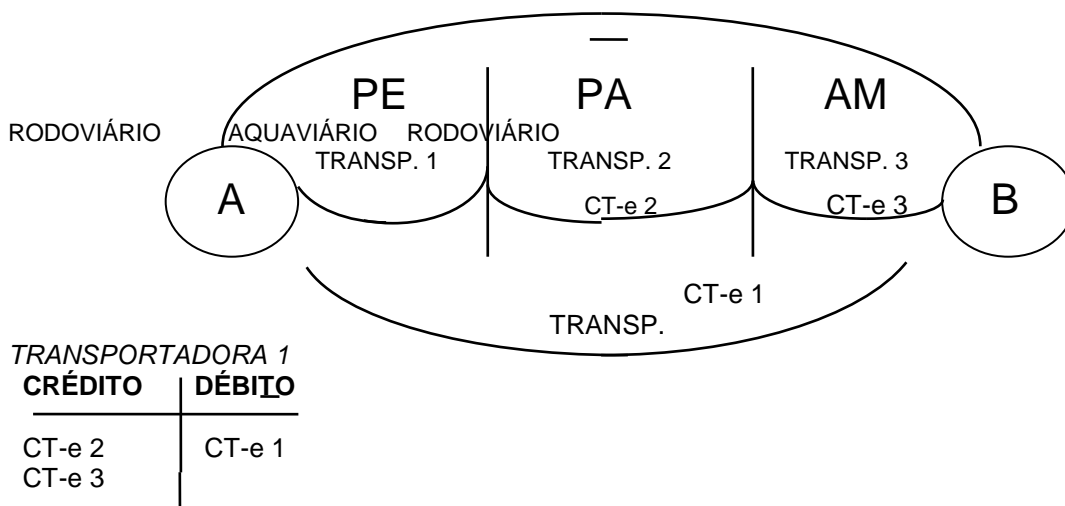 PE PA AM
RODOVIÁRIO AQUAVIÁRIO RODOVIÁRIO
TRANSP. 1 TRANSP. 2 TRANSP. 3
A CT-e 2 CT-e 3 B
CT-e 1
TRANSP.
TRANSPORTADORA 1
CRÉDITO DÉBITO
CT-e 2 CT-e 1
CT-e 3